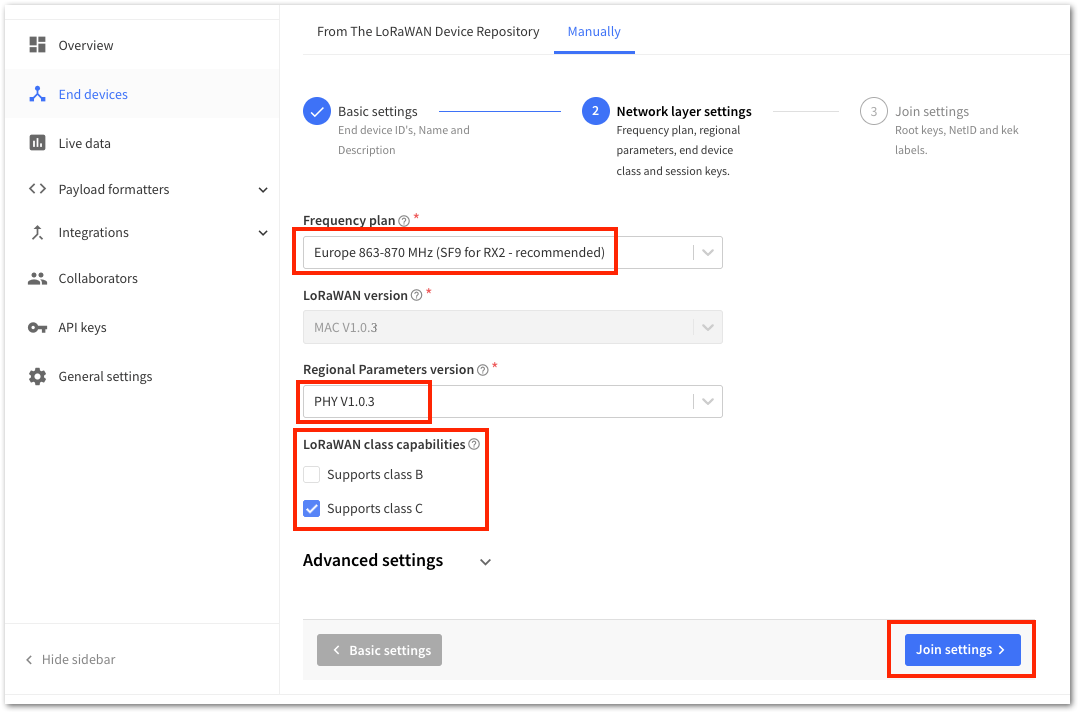 Overview
End devices
Live data
Payload formatters
Integrations
Collaborators
API keys
General settings
Hide sidebar
From The LoRaWAN Device Repository
Manually
Basic settings
End device ID's, Name and
Description
2
Network layer settings
Frequency plan, regional
parameters, end device
class and session keys.
3
Join settings
Root keys, NetID and kek
labels.
Frequency plan *
Europe 863-870 MHz (SF9 for RX2 - recommended)
LoRaWAN version *
MAC V1.0.3
Regional Parameters version *
PHY V1.0.3
LoRaWAN class capabilities
Supports class B
Supports class C
Advanced settings
Basic settings
Join settings